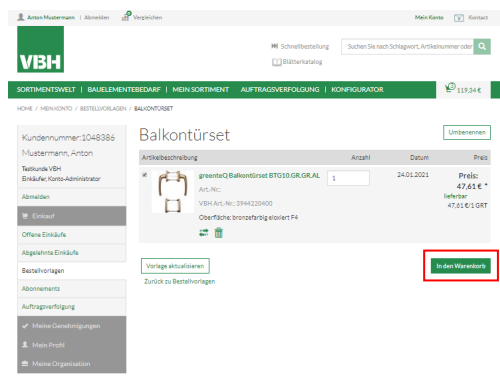 Anton Mustermann | Abmelden Vergleichen Mein Konto Kontakt
VBH
Schnellbestellung Suchen Sie nach Schlagwort, Artikelnummer oder
Blätterkatalog
SORTIMENTSWELT | BAUELEMENTEBEDARF | MEIN SORTIMENT AUFTRAGSVERFOLGUNG | KONFIGURATOR 119,34 €
HOME / MEIN KONTO / BESTELLVORLAGEN / BALKONTÜRSET
Kundennummer:1048386
Mustermann, Anton
Testkunde VBH
Einkäufer, Konto-Administrator
Abmelden
Einkauf
Offene Einkäufe
Abgelehnte Einkäufe
Bestellvorlagen
Abonnements
Auftragsverfolgung
Meine Genehmigungen
Mein Profil
Meine Organisation
Balkontürset
Umbenennen
Artikelbeschreibung Anzahl Datum Preis
greenteQ Balkontürset BTG10.GR.GR.AL 1 24.01.2021 Preis:
Art.-Nr.: 47,61 € *
VBH Art.-Nr.: 5944220400 lieferbar
47,61 €/1 GRT
Oberfläche: bronzefarbig eloxiert F4
Vorlage aktualisieren
In den Warenkorb
Zurück zu Bestellvorlagen